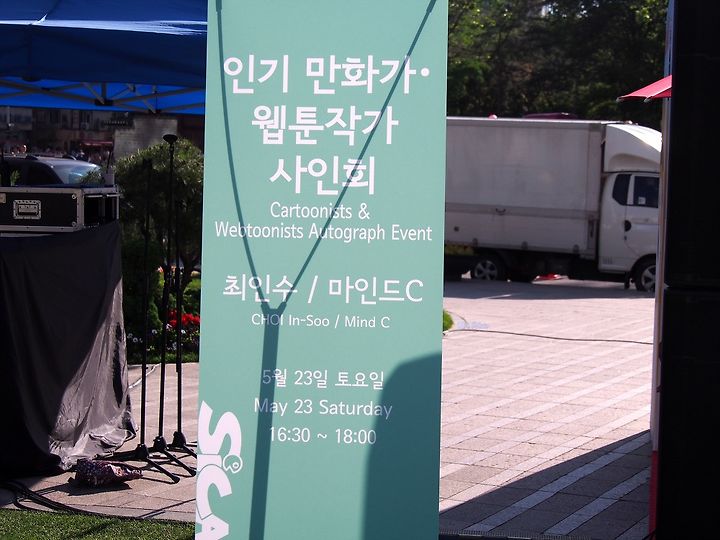 인기 만화가·
웹툰작가
사인회
Cartoonists &
Webtoonists Autograph Event
최인수 / 마인드C
CHOI In-Soo / Mind C
5월 23일 토요일
May 23 Saturday
16:30 ~ 18:00
SICA